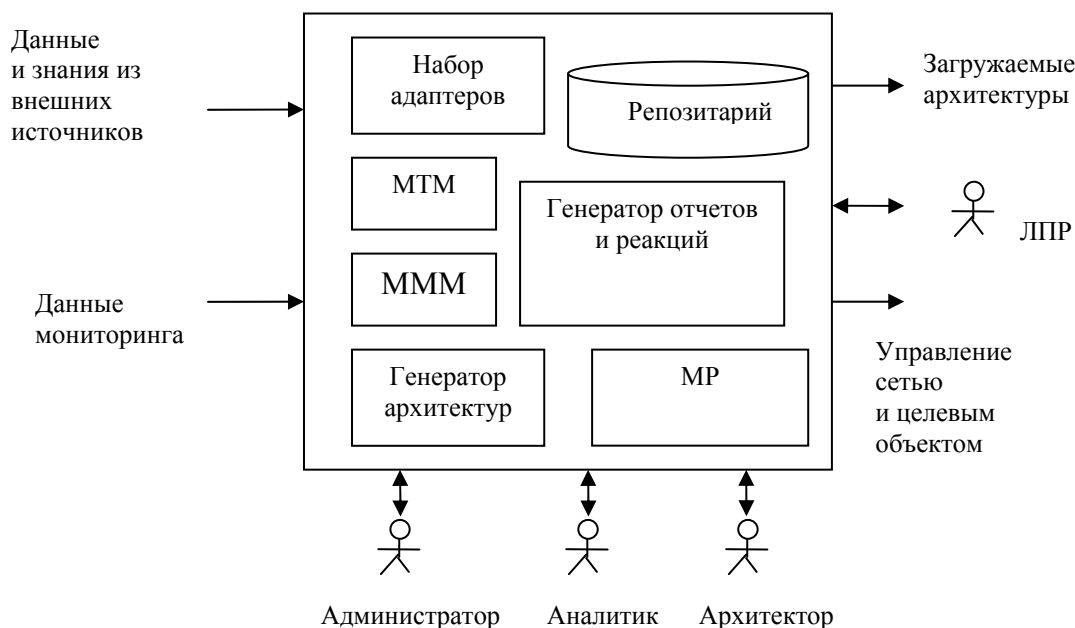 Данные
и знания из
внешних
источников
Набор
адаптеров
Репозитарий
Загружаемые
архитектуры
МТМ
Генератор отчетов
и реакций
ЛПР
МММ
Данные
мониторинга
Генератор
архитектур
МР
Управление
сетью
и целевым
объектом
Администратор
Аналитик
Архитектор